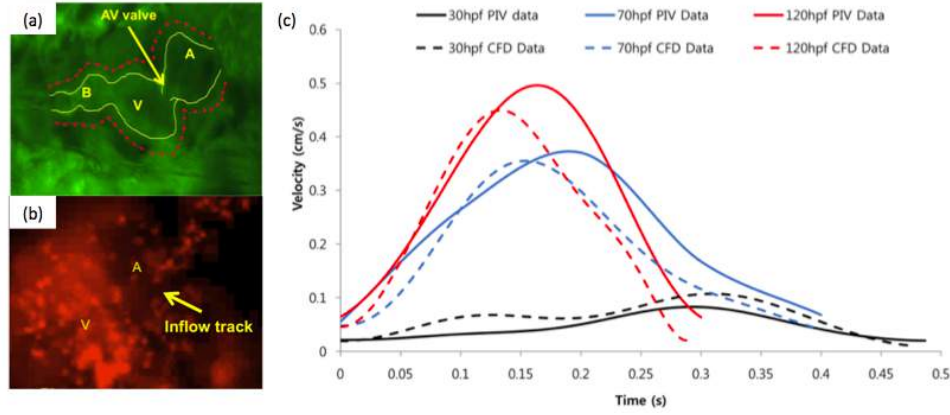 (a)
AV valve
A
B
V
(b)
A
V
Inflow track
(c)
30hpf PIV data
70hpf PIV Data
120hpf PIV Data
30hpf CFD Data
70hpf CFD Data
120hpf CFD Data
Velocity (cm/s)
0.6
0.5
0.4
0.3
0.2
0.1
0
0
0.05
0.1
0.15
0.2
0.25
0.3
0.35
0.4
0.45
0.5
Time (s)